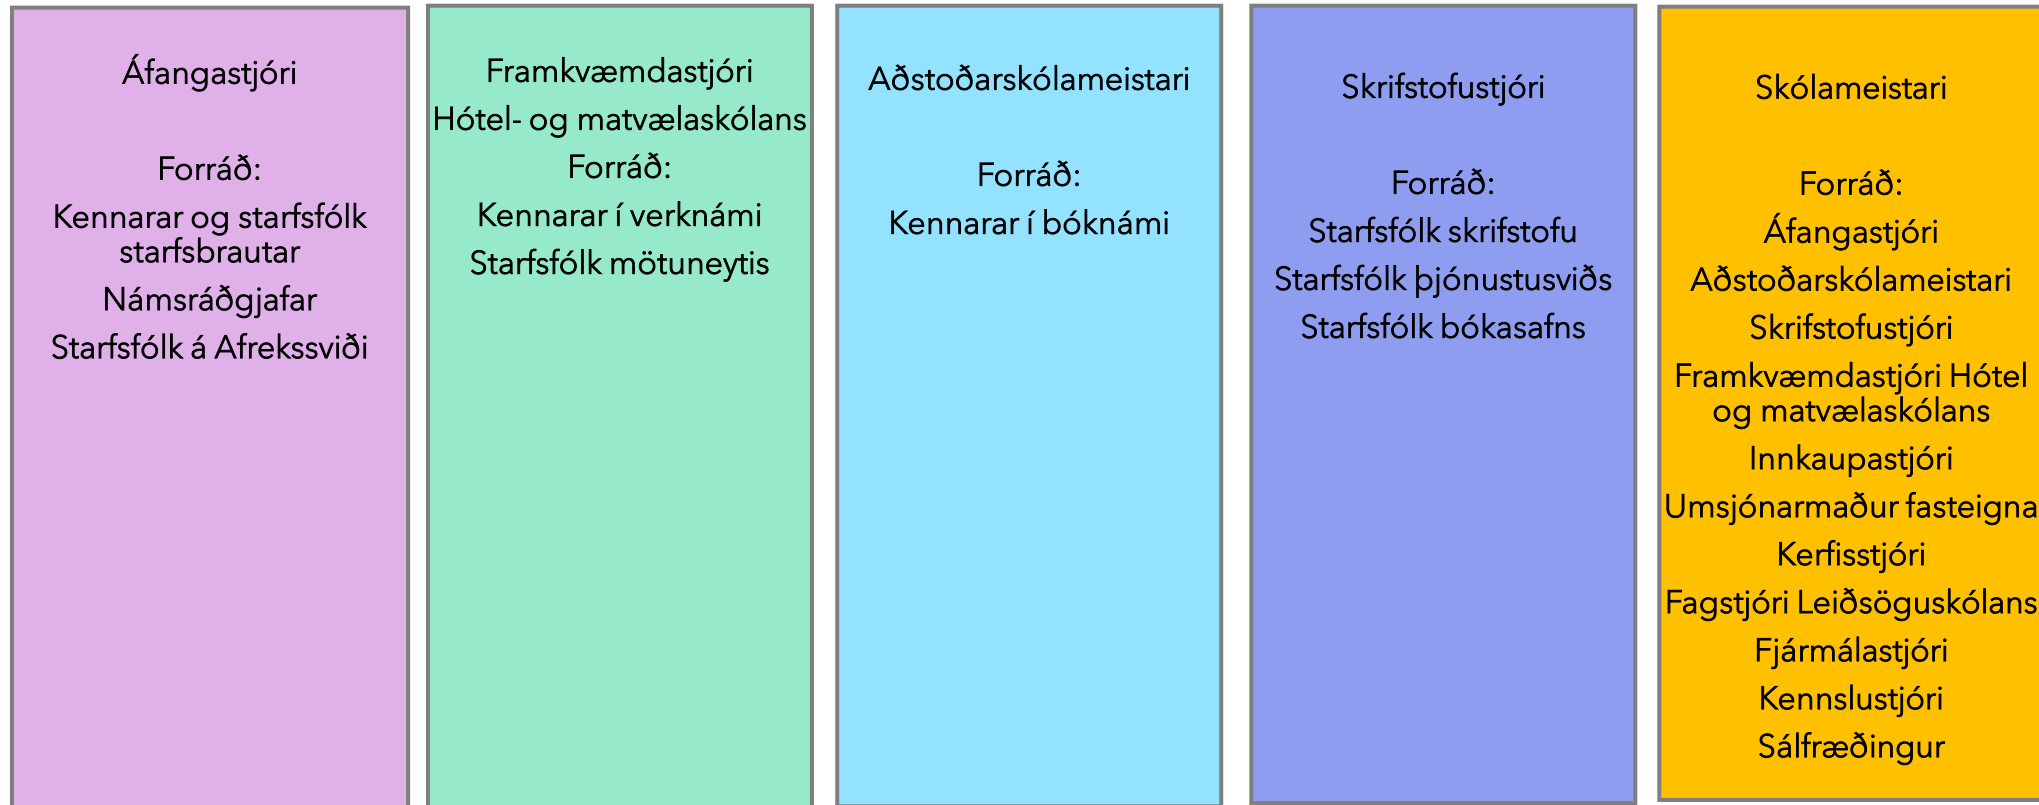 Áfangastjóri
Forráð:
Kennarar og starfsfólk
starfsbrautar
Námsráðgjafar
Starfsfólk á Afrekssviði
Framkvæmdastjóri
Hótel- og matvælaskólans
Forráð:
Kennarar í verknámi
Starfsfólk mötuneytis
Aðstoðarskólameistari
Forráð:
Kennarar í bóknámi
Skrifstofustjóri
Forráð:
Starfsfólk skrifstofu
Starfsfólk þjónustusviðs
Starfsfólk bókasafns
Skólameistari
Forráð:
Áfangastjóri
Aðstoðarskólameistari
Skrifstofustjóri
Framkvæmdastjóri Hótel
og matvælaskólans
Innkaupastjóri
Umsjónarmaður fasteigna
Kerfisstjóri
Fagstjóri Leiðsöguskólans
Fjármálastjóri
Kennslustjóri
Sálfræðingur